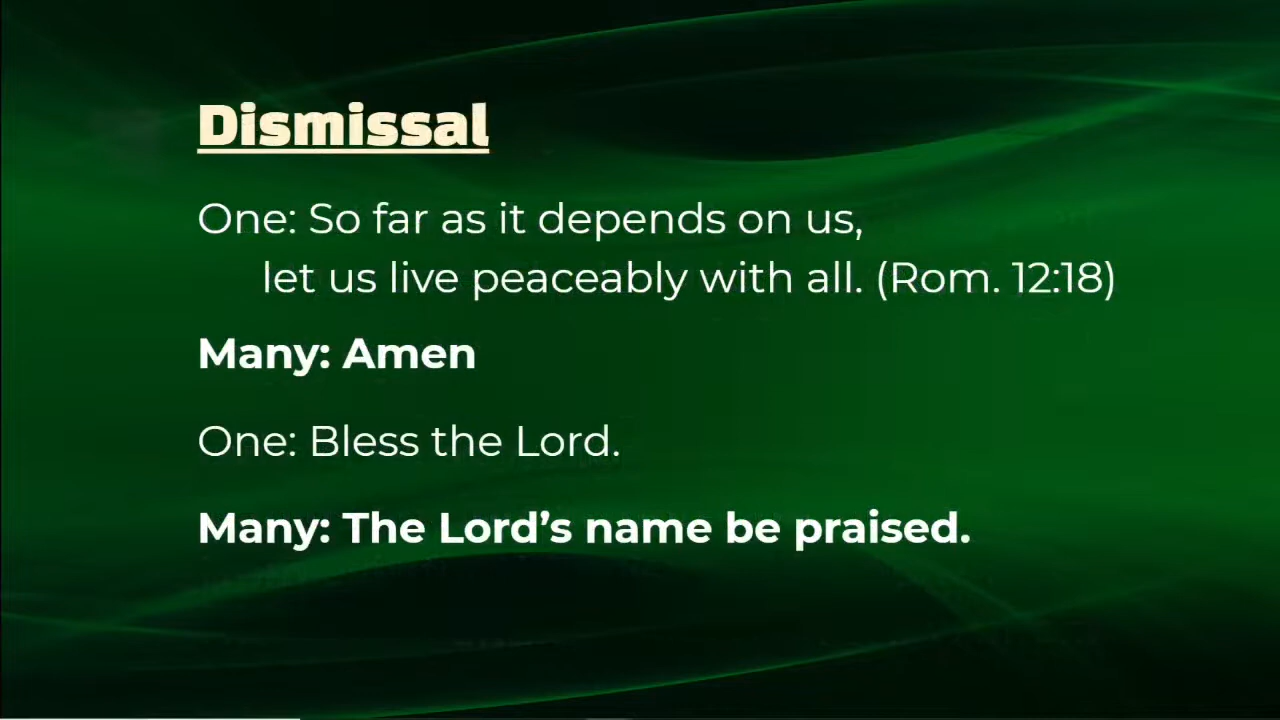 Dismissal
One: So far as it depends on us,
let us live peaceably with all. (Rom. 12:18)
Many: Amen
One: Bless the Lord.
Many: The Lord’s name be praised.